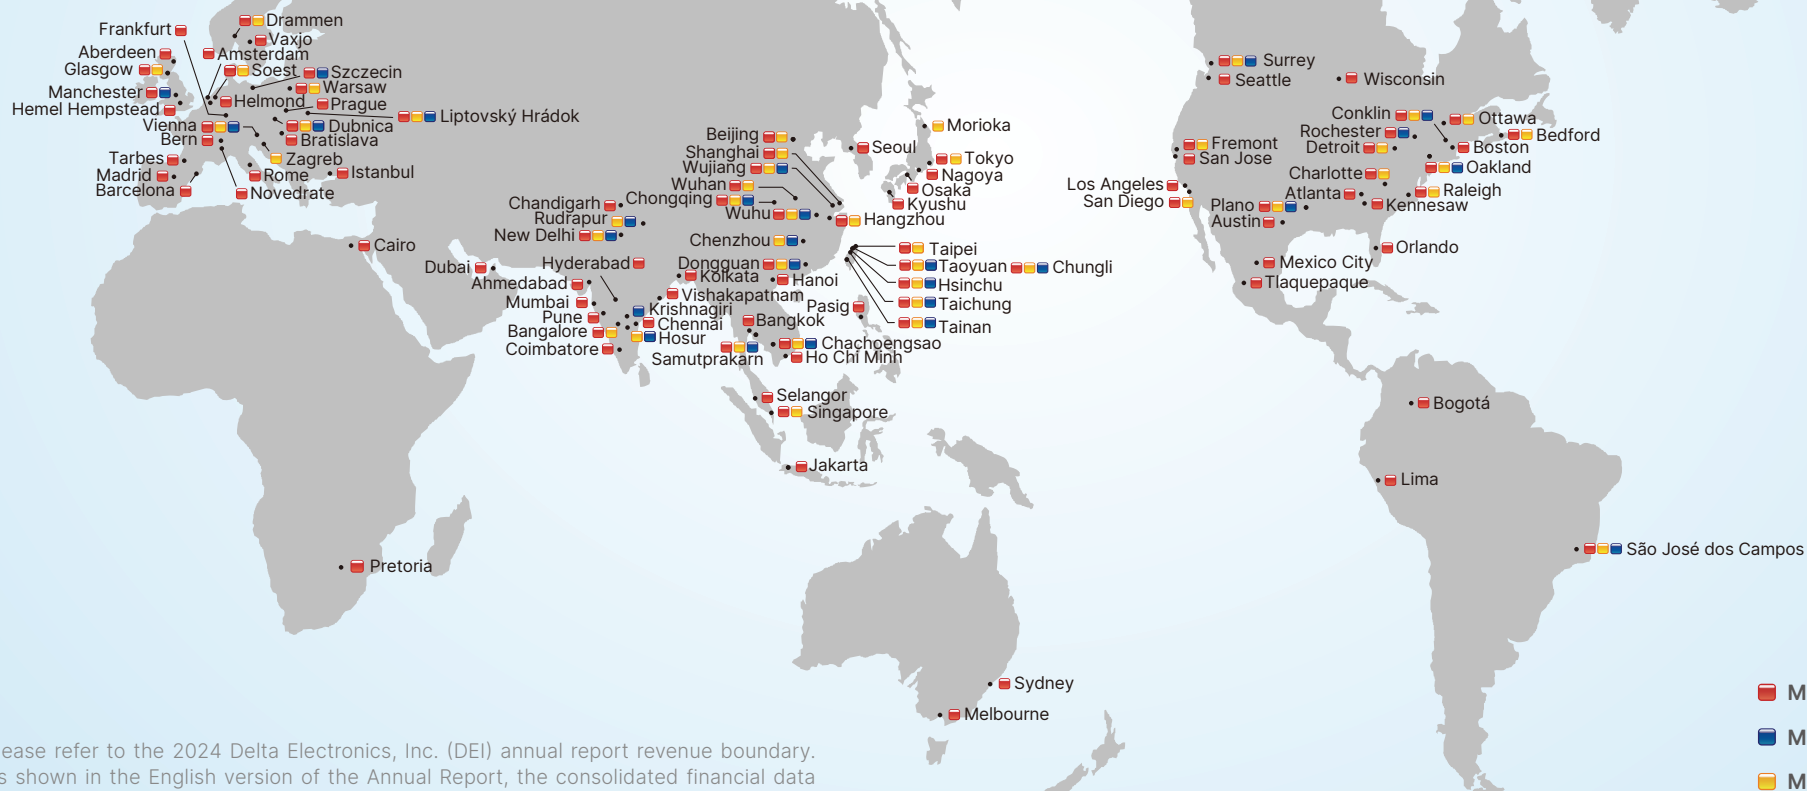 Drammen
Frankfurt
Vaxjo
Aberdeen
Amsterdam
Glasgow
Soest
Szczecin
Manchester
Warsaw
Hemel Hempstead
Helmond
Prague
Liptovský Hrádok
Vienna
Dubnica
Bern
Bratislava
Tarbes
Zagreb
Madrid
Rome
Istanbul
Barcelona
Novedrate
Cairo
Dubai
Pretoria
Beijing
Shanghai
Wujiang
Wuhan
Chongqing
Wuhu
Hangzhou
Chandigarh
Rudrapur
New Delhi
Chenzhou
Hyderabad
Dongguan
Kolkata
Hanoi
Ahmedabad
Vishakapatnam
Mumbai
Krishnagiri
Pune
Chennai
Bangalore
Hosur
Coimbatore
Pasig
Bangkok
Chachoengsao
Samutprakarn
Ho Chi Minh
Selangor
Singapore
Jakarta
Seoul
Morioka
Tokyo
Nagoya
Osaka
Kyushu
Taipei
Taoyuan
Chungli
Hsinchu
Taichung
Tainan
Sydney
Melbourne
Surrey
Seattle
Wisconsin
Conklin
Ottawa
Rochester
Bedford
Fremont
Detroit
Boston
San Jose
Oakland
Charlotte
Los Angeles
Atlanta
Raleigh
San Diego
Plano
Kennesaw
Austin
Orlando
Mexico City
Tlaquepaque
Bogotá
Lima
São José dos Campos
M
M
M
ease refer to the 2024 Delta Electronics, Inc. (DEI) annual report revenue boundary.
s shown in the English version of the Annual Report, the consolidated financial data